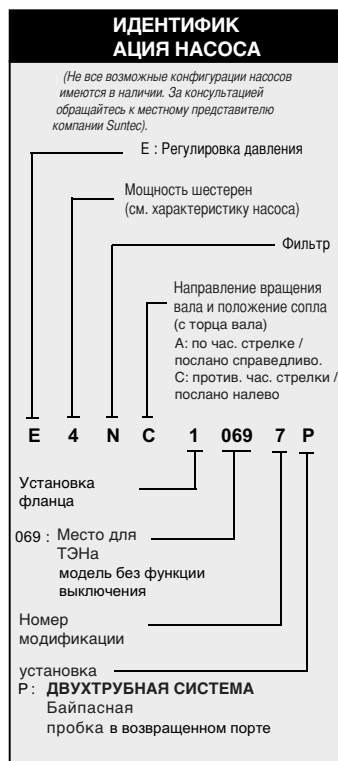 ИДЕНТИФИК
АЦИЯ НАСОСА
(Не все возможные конфигурации насосов
имеются в наличии. За консультацией
обращайтесь к местному представителю
компании Suntec).
E : Регулировка давления
Мощность шестерен
(см. характеристику насоса)
Фильтр
Направление вращения
вала и положение сопла
(с торца вала)
A: по час. стрелке /
послано справедливо.
C: против. час. стрелки /
послано налево
E 4 N C 1 069 7 P
Установка
фланца
069 : Место для
ТЭНа
модель без функции
выключения
Номер
модификации
установка
P : ДВУХТРУБНАЯ СИСТЕМА
Байпасная
пробка в возвращенном порте